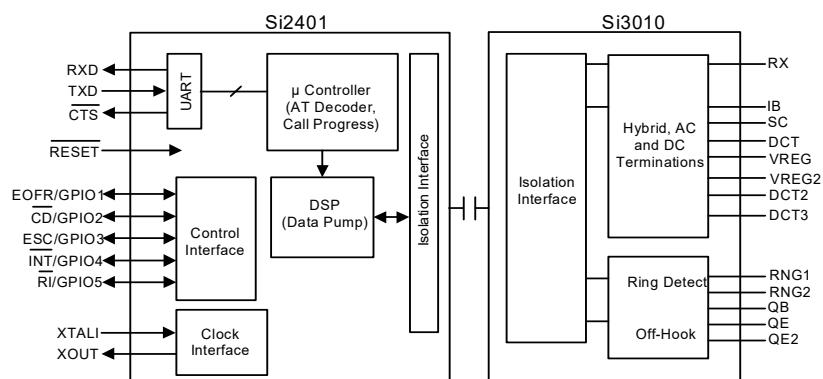 Si2401
Si3010
RXD
TXD
CTS
RESET
EOFR/GPIO1
CD/GPIO2
ESC/GPIO3
INT/GPIO4
RI/GPIO5
XTALI
XOUT
UART
µ Controller
(AT Decoder,
Call Progress)
DSP
(Data Pump)
Control
Interface
Clock
Interface
Isolation Interface
Isolation
Interface
Hybrid, AC
and DC
Terminations
Ring Detect
Off-Hook
RX
IB
SC
DCT
VREG
VREG2
DCT2
DCT3
RNG1
RNG2
QB
QE
QE2